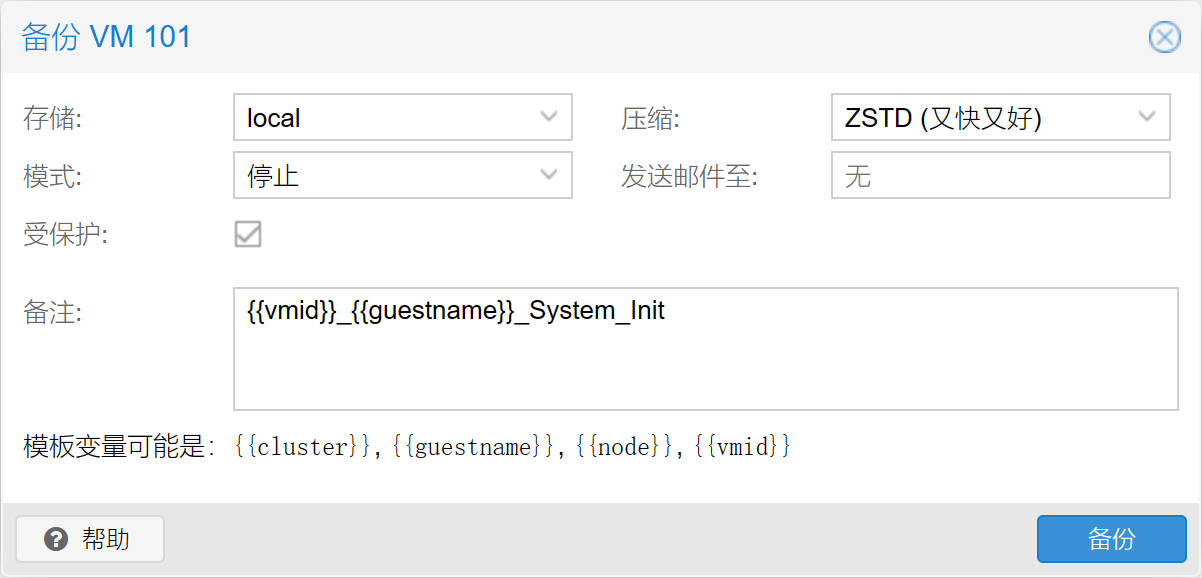 备份 VM 101
存储: local 压缩: ZSTD (又快又好)
模式: 停止 发送邮件至: 无
受保护:
备注: {{vmid}}_{{guestname}}_System_Init
模板变量可能是: {{cluster}}, {{guestname}}, {{node}}, {{vmid}}
帮助 备份